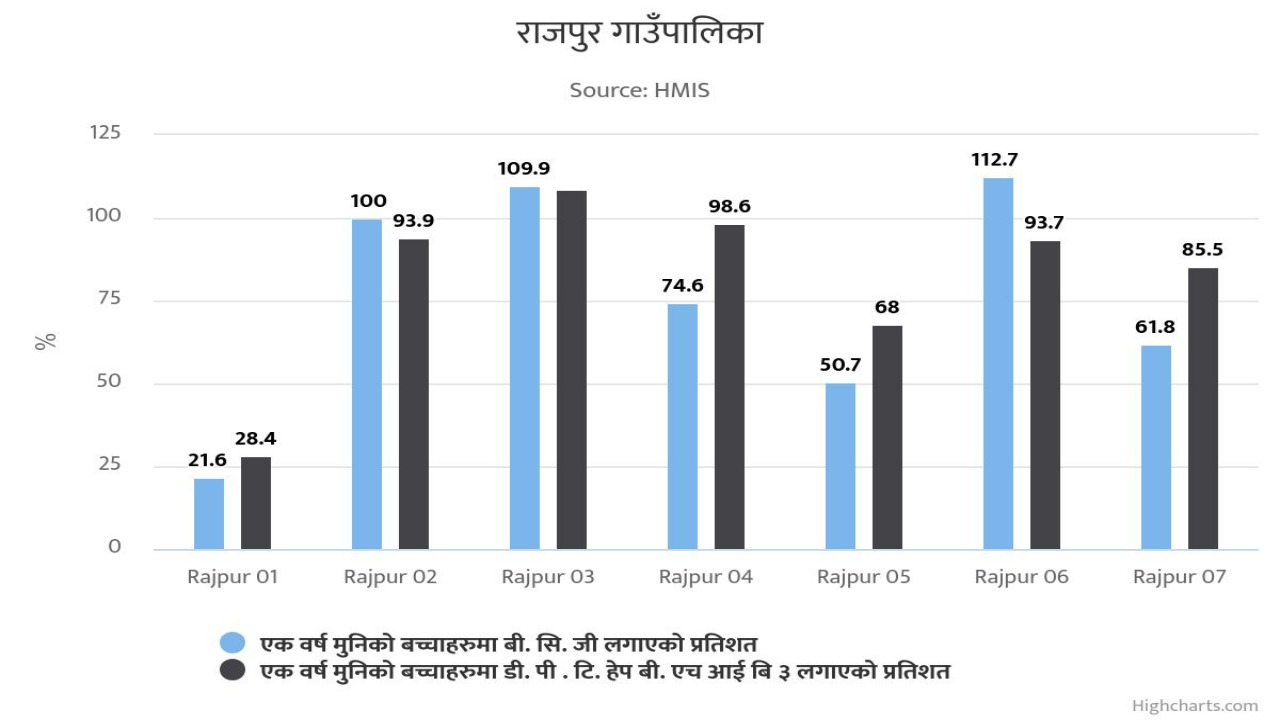 राजपुर गाउँपालिका
Source: HMIS
125
100
75
50
25
0
%
21.6
28.4
100
93.9
109.9
74.6
98.6
50.7
68
112.7
93.7
61.8
85.5
Rajpur 01
Rajpur 02
Rajpur 03
Rajpur 04
Rajpur 05
Rajpur 06
Rajpur 07
एक वर्ष मुनिको बच्चाहरुमा बी. सि. जी लगाएको प्रतिशत
एक वर्ष मुनिको बच्चाहरुमा डी. पी . टि. हेप बी. एच आई बि ३ लगाएको प्रतिशत
Highcharts.com